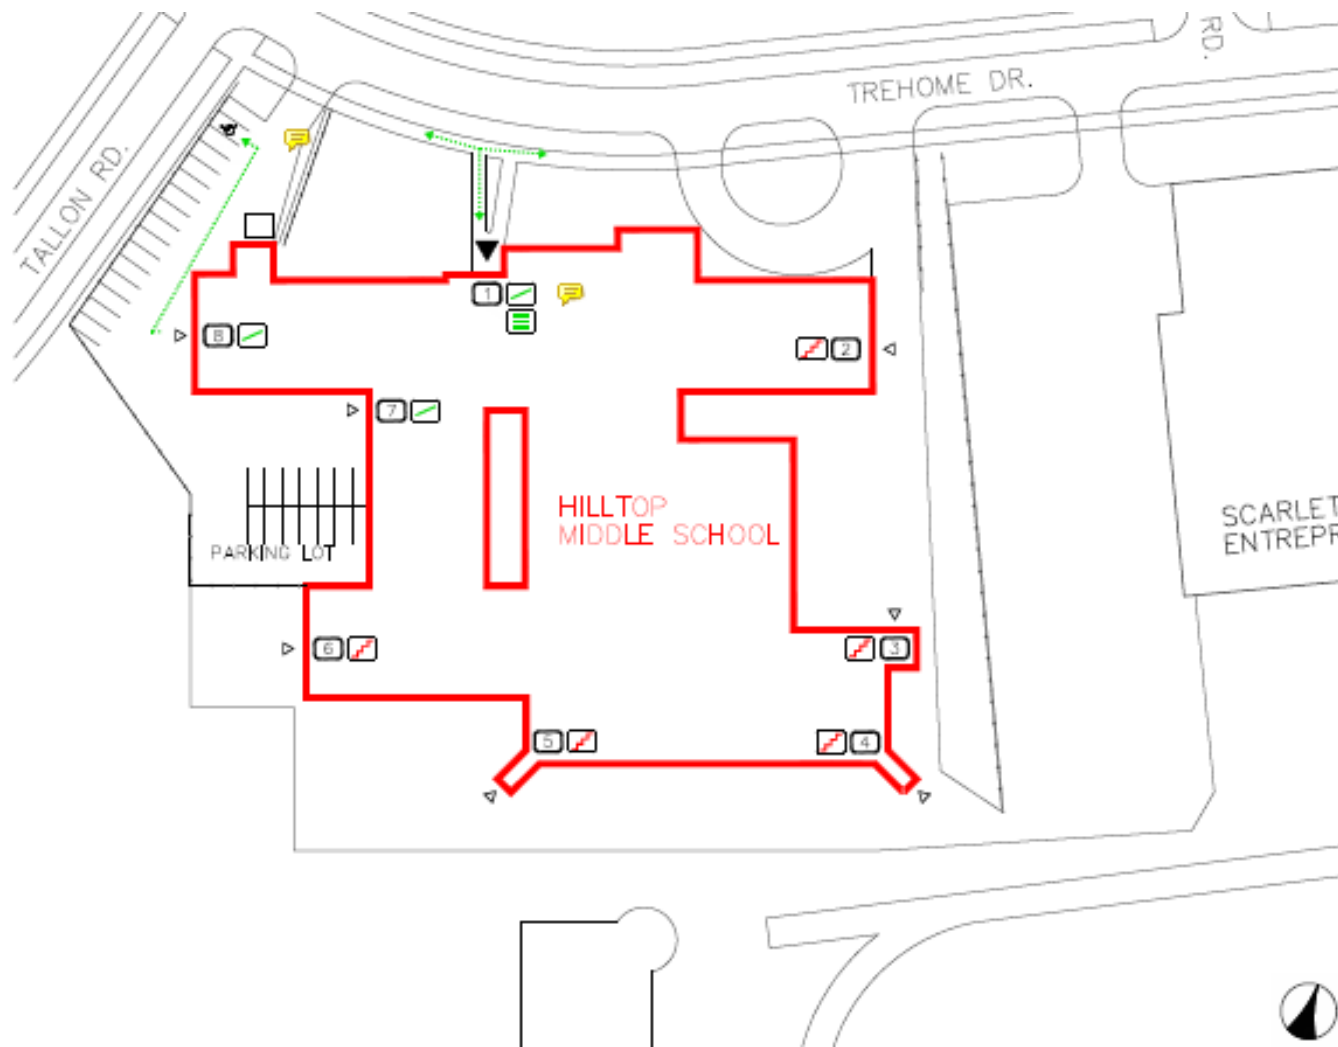 RD.
TREHOME DR.
TALLON RD.
1
8
2
7
HILLTOP
MIDDLE SCHOOL
SCARLET
ENTREPR
PARKING LOT
6
3
5
4